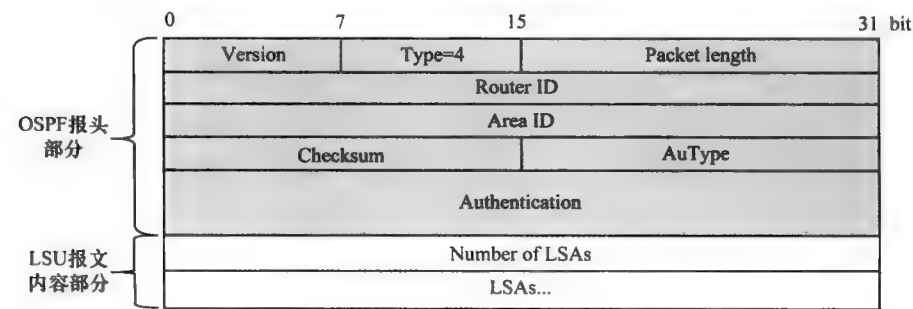 0 7 15 31 bit
Version Type=4 Packet length
Router ID
Area ID
OSPF报头
部分
Checksum AuType
Authentication
LSU报文
内容部分
Number of LSAs
LSAs...